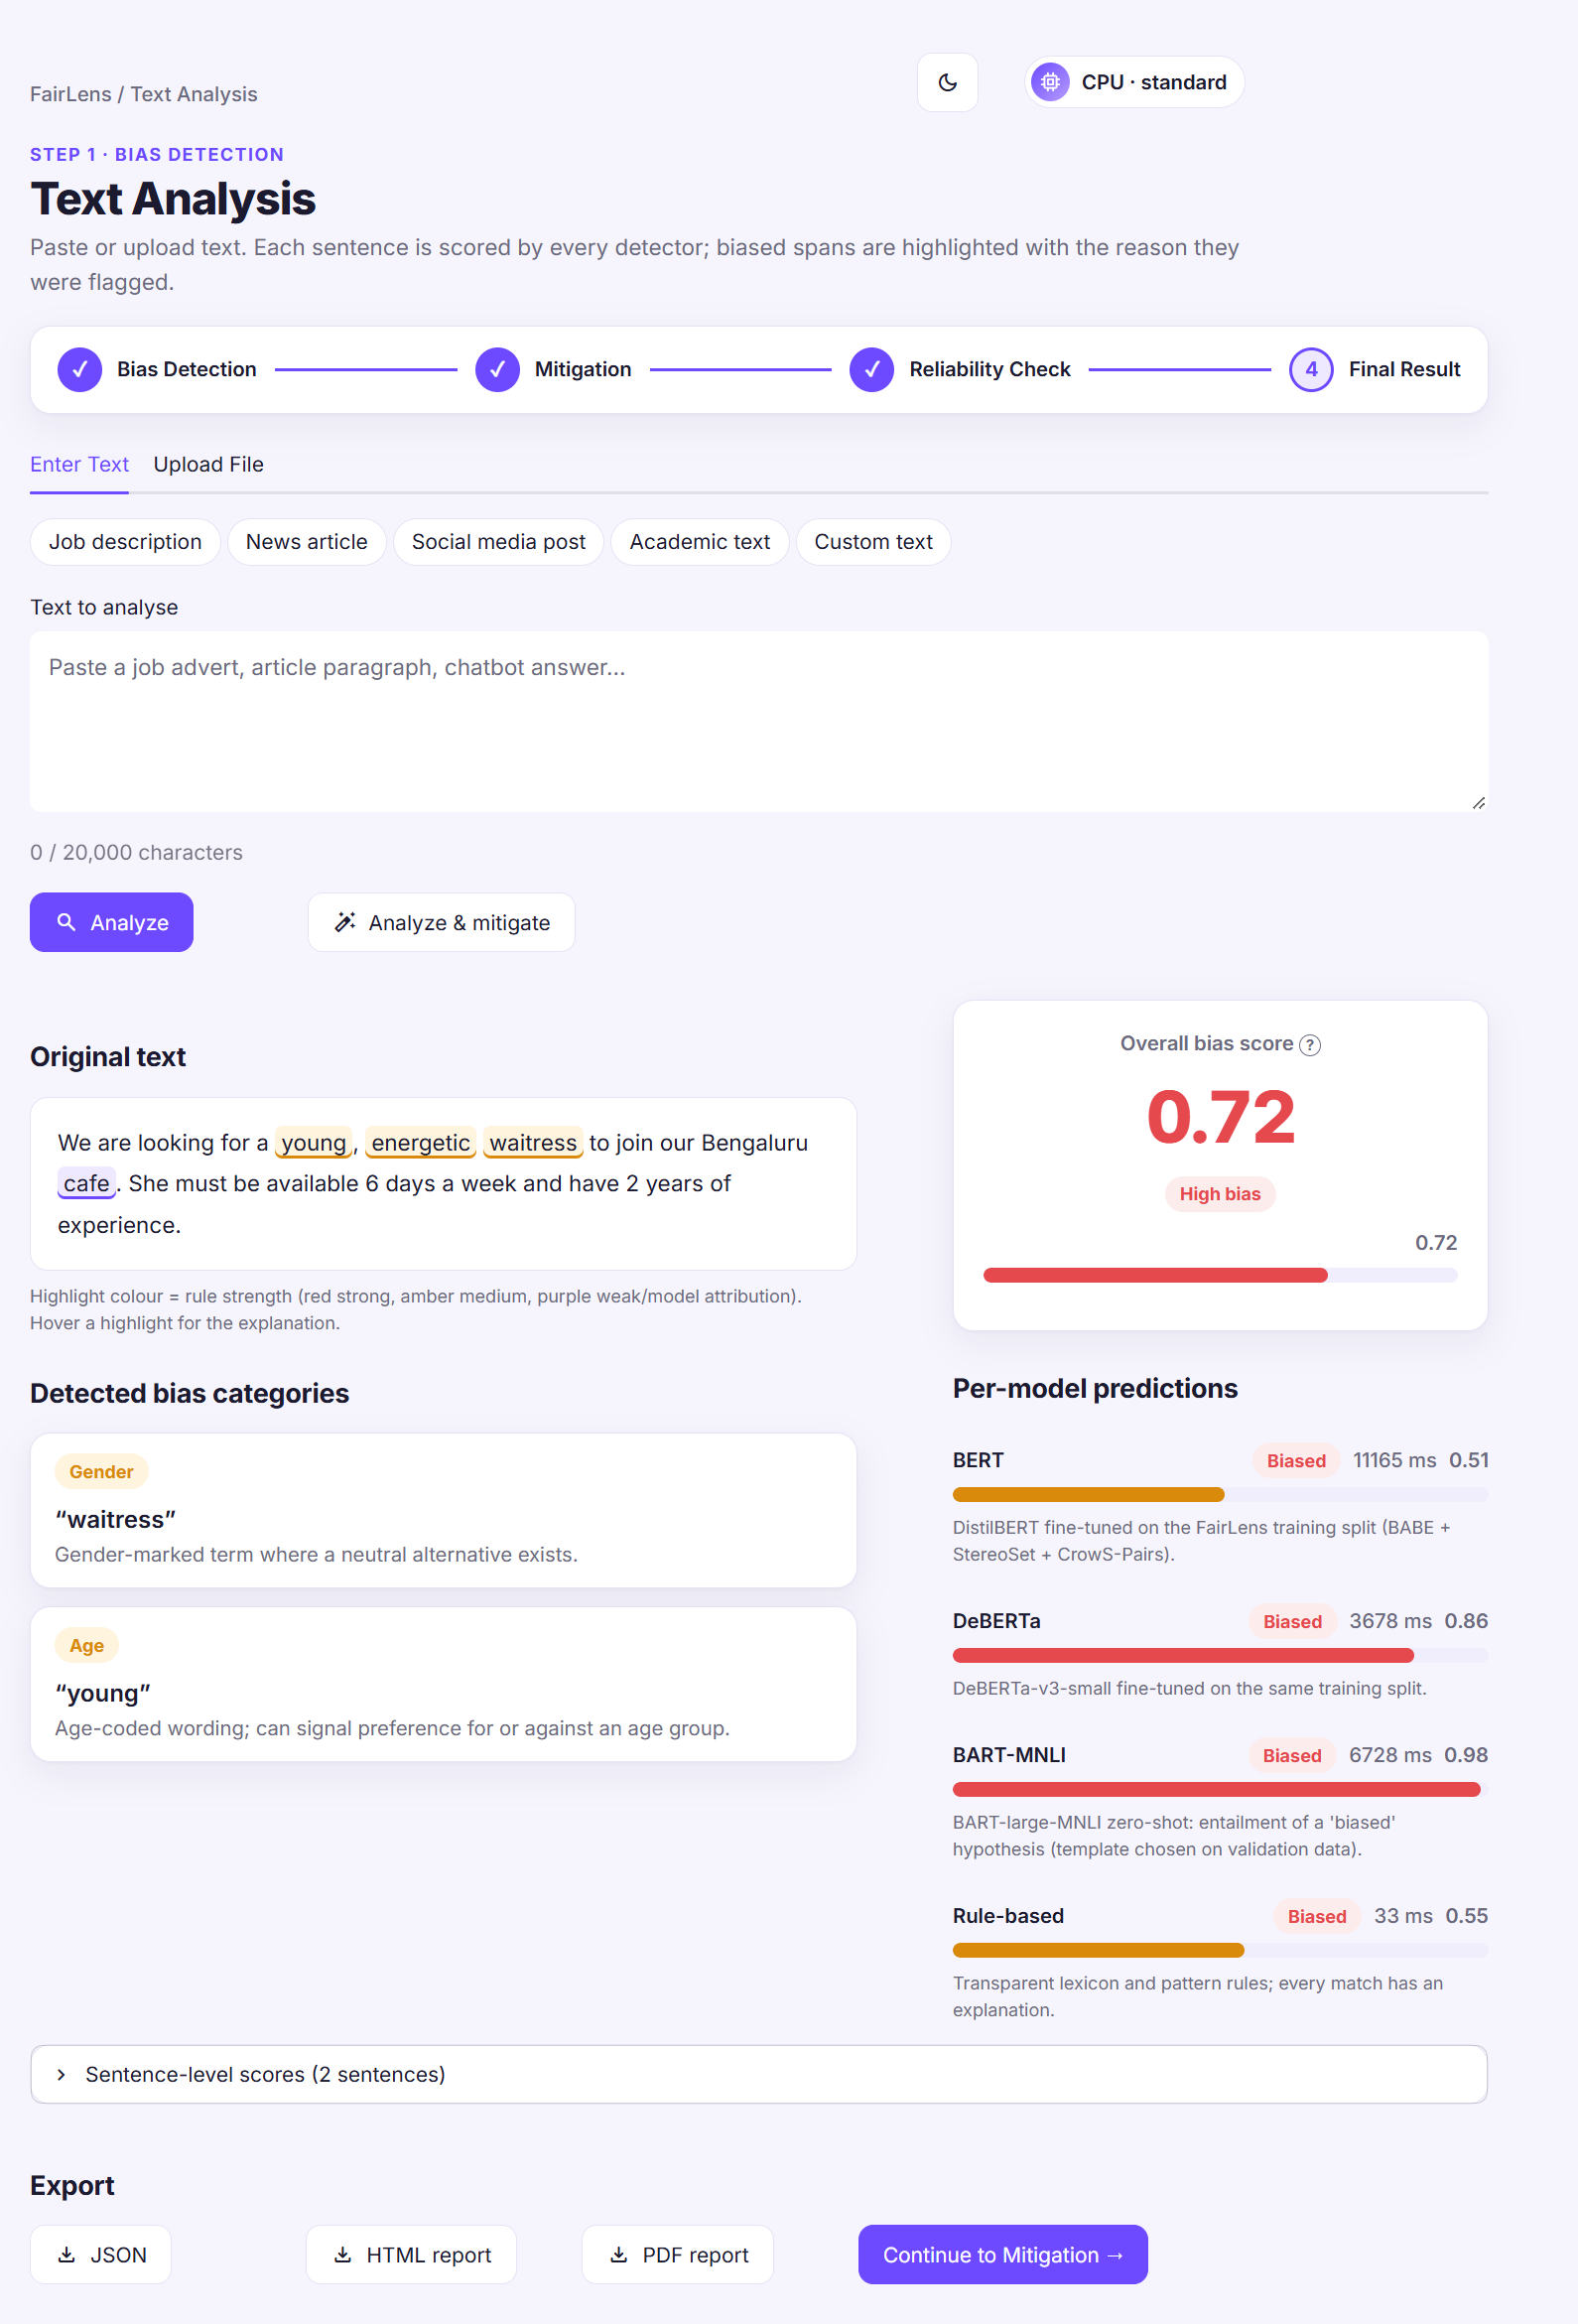 FairLens / Text Analysis
CPU · standard
STEP 1 · BIAS DETECTION
Text Analysis
Paste or upload text. Each sentence is scored by every detector; biased spans are highlighted with the reason they
were flagged.
Bias Detection
Mitigation
Reliability Check
4 Final Result
Enter Text Upload File
Job description News article Social media post Academic text Custom text
Text to analyse
Paste a job advert, article paragraph, chatbot answer...
0 / 20,000 characters
Analyze
Analyze & mitigate
Original text
We are looking for a young, energetic waitress to join our Bengaluru
cafe. She must be available 6 days a week and have 2 years of
experience.
Highlight colour = rule strength (red strong, amber medium, purple weak/model attribution).
Hover a highlight for the explanation.
Detected bias categories
Gender
“waitress”
Gender-marked term where a neutral alternative exists.
Age
“young”
Age-coded wording; can signal preference for or against an age group.
Overall bias score ?
0.72
High bias
0.72
Per-model predictions
BERT Biased 11165 ms 0.51
DistilBERT fine-tuned on the FairLens training split (BABE +
StereoSet + CrowS-Pairs).
DeBERTa Biased 3678 ms 0.86
DeBERTa-v3-small fine-tuned on the same training split.
BART-MNLI Biased 6728 ms 0.98
BART-large-MNLI zero-shot: entailment of a 'biased'
hypothesis (template chosen on validation data).
Rule-based Biased 33 ms 0.55
Transparent lexicon and pattern rules; every match has an
explanation.
Sentence-level scores (2 sentences)
Export
JSON
HTML report
PDF report
Continue to Mitigation →